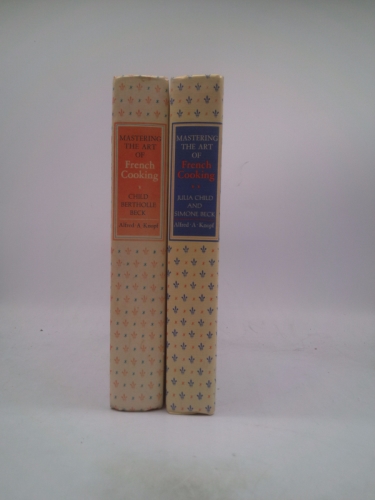 MASTERING
THE ART
OF
French
Cooking
CHILD
BERTHOLLE
BECK
Alfred A. Knopf
MASTERING
THE ART
OF
French
Cooking
JULIA CHILD
AND
SIMONE BECK
Alfred A. Knopf